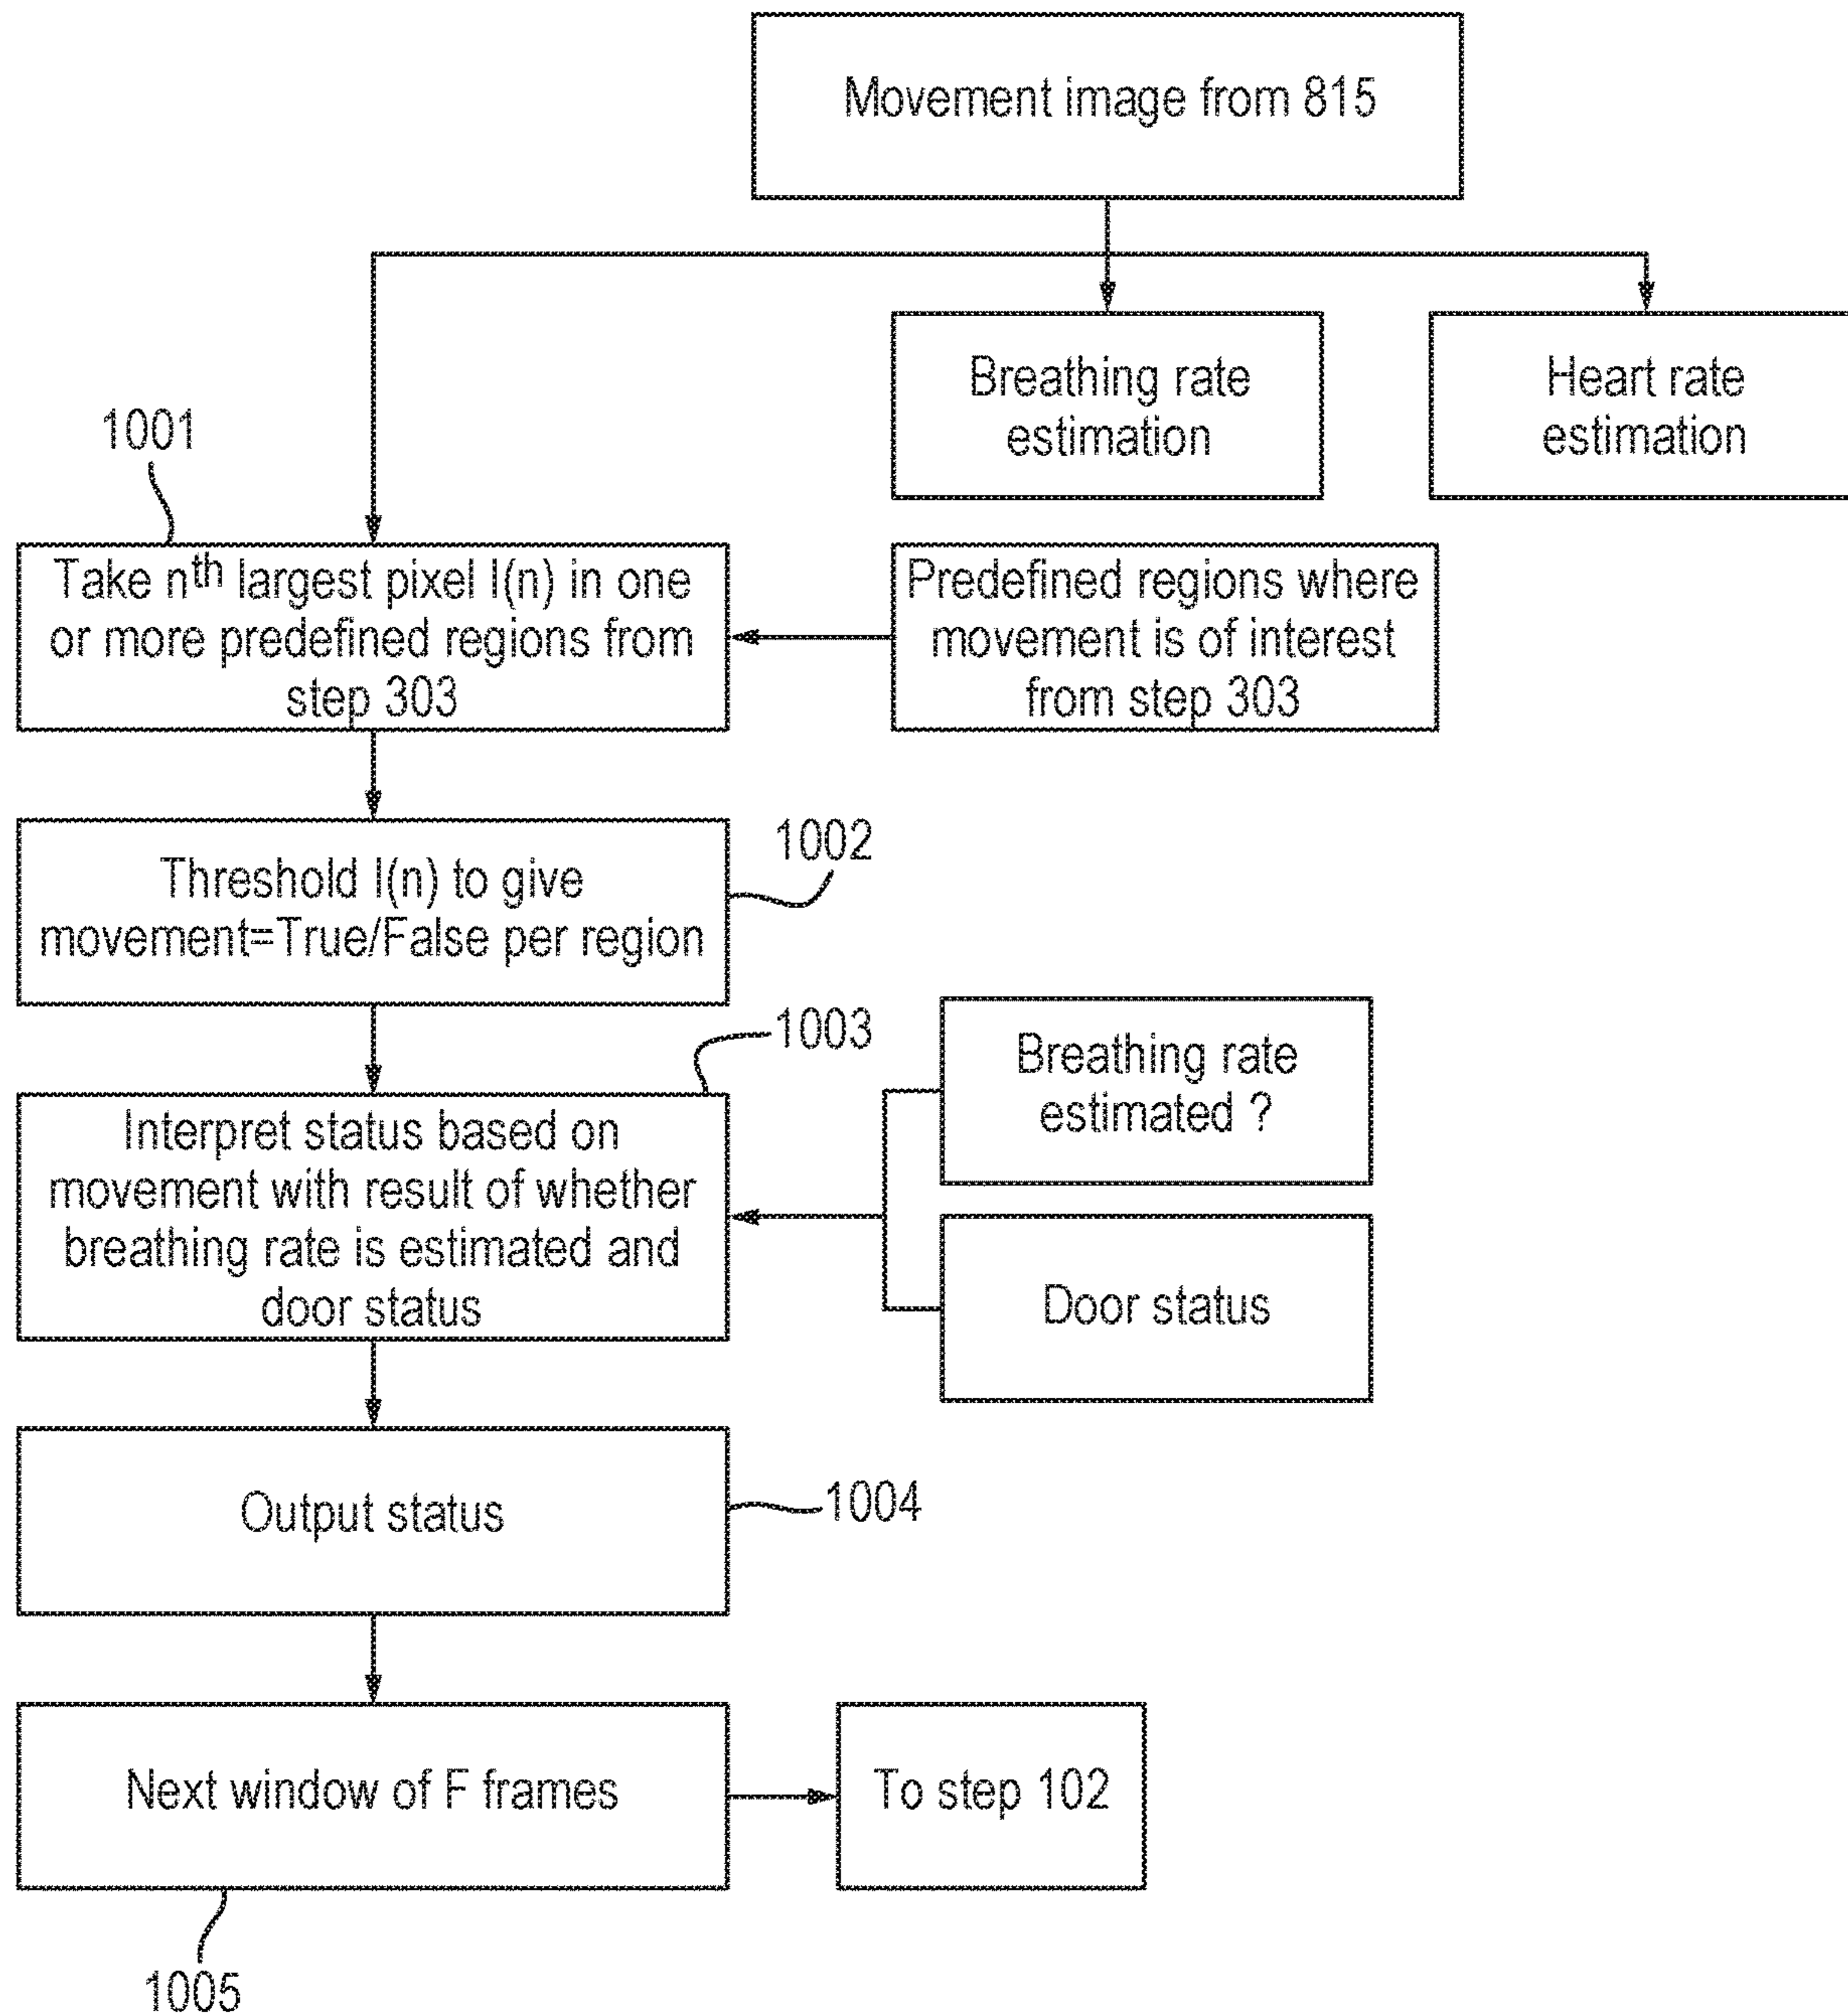 Movement image from 815
Breathing rate
estimation
Heart rate
estimation
1001
Take nth largest pixel I(n) in one
or more predefined regions from
step 303
Predefined regions where
movement is of interest
from step 303
1002
Threshold I(n) to give
movement=True/False per region
1003
Interpret status based on
movement with result of whether
breathing rate is estimated and
door status
Breathing rate
estimated ?
Door status
Output status
1004
Next window of F frames
To step 102
1005